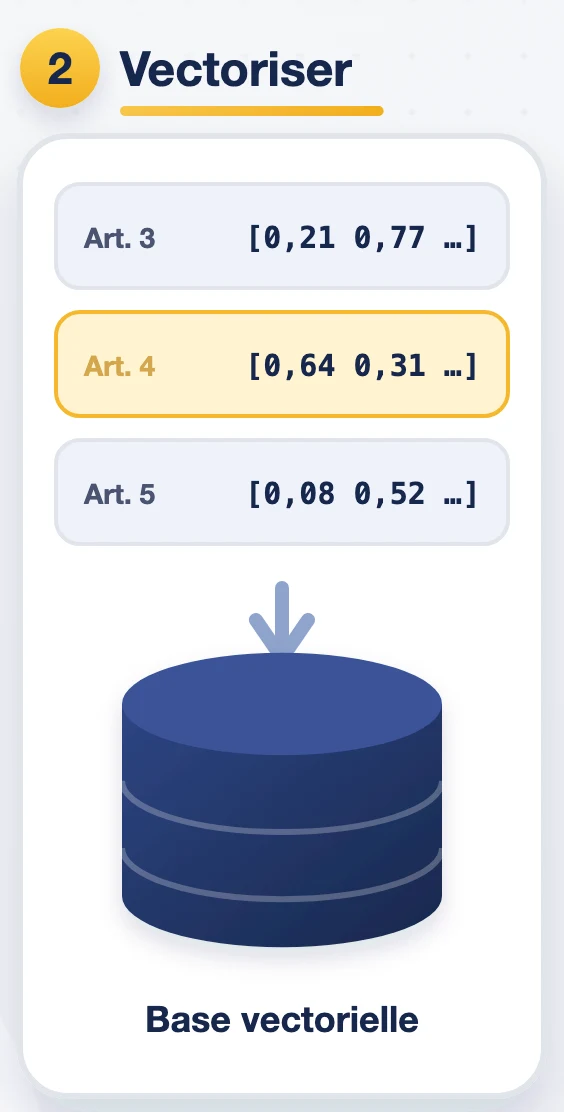 2 Vectoriser
Art. 3 [0,21 0,77 …]
Art. 4 [0,64 0,31 …]
Art. 5 [0,08 0,52 …]
Base vectorielle